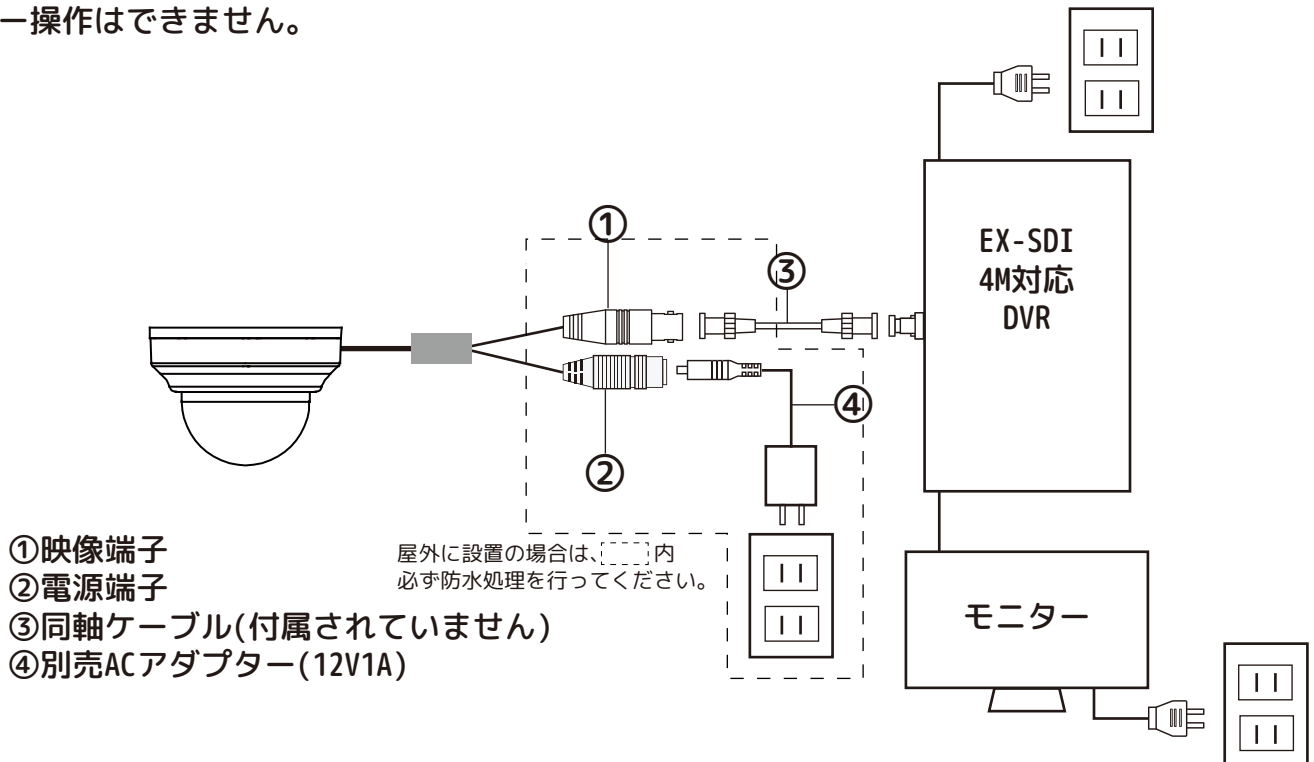 ー操作はできません。
①
③
EX-SDI
4M対応
DVR
④
②
①映像端子
②電源端子
③同軸ケーブル(付属されていません)
④別売ACアダプター(12V1A)
屋外に設置の場合は、内
必ず防水処理を行ってください。
モニター